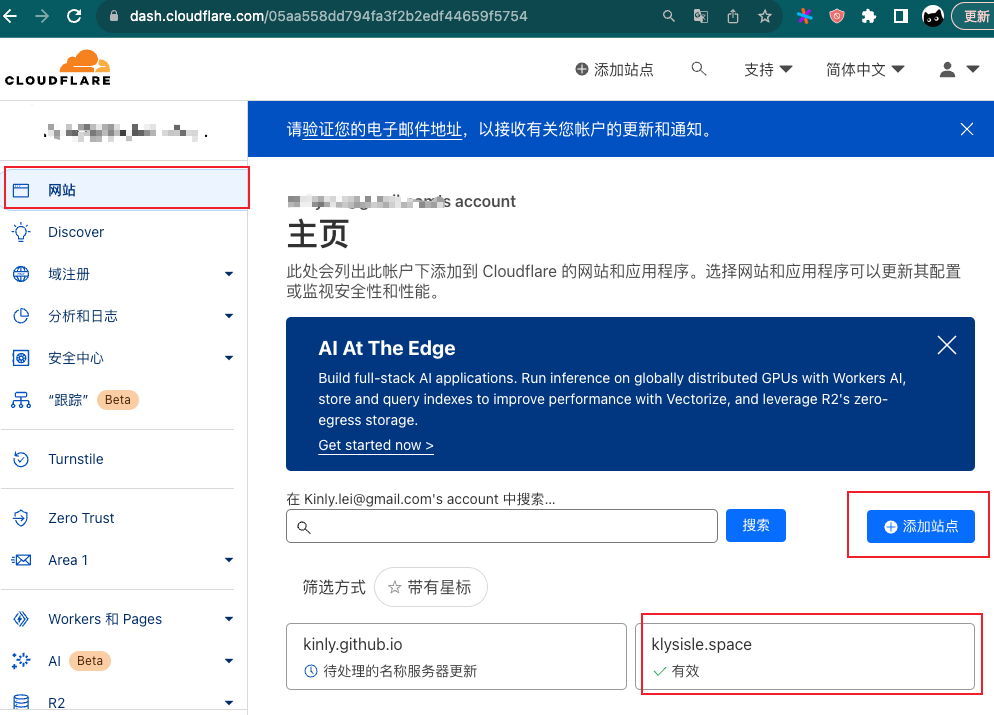 dash.cloudflare.com/05aa558dd794fa3f2b2edf44659f5754
更新
CLOUDFLARE
添加站点
支持
简体中文
请验证您的电子邮件地址，以接收有关您帐户的更新和通知。
网站
Discover
域注册
分析和日志
安全中心
“跟踪” Beta
Turnstile
Zero Trust
Area 1
Workers 和 Pages
AI Beta
R2
account
主页
此处会列出此帐户下添加到 Cloudflare 的网站和应用程序。选择网站和应用程序可以更新其配置
或监视安全性和性能。
AI At The Edge
Build full-stack AI applications. Run inference on globally distributed GPUs with Workers AI,
store and query indexes to improve performance with Vectorize, and leverage R2's zero-
egress storage.
Get started now >
在 Kinly.lei@gmail.com's account 中搜索...
搜索
添加站点
筛选方式
带有星标
kinly.github.io
待处理的名称服务器更新
klysisle.space
有效